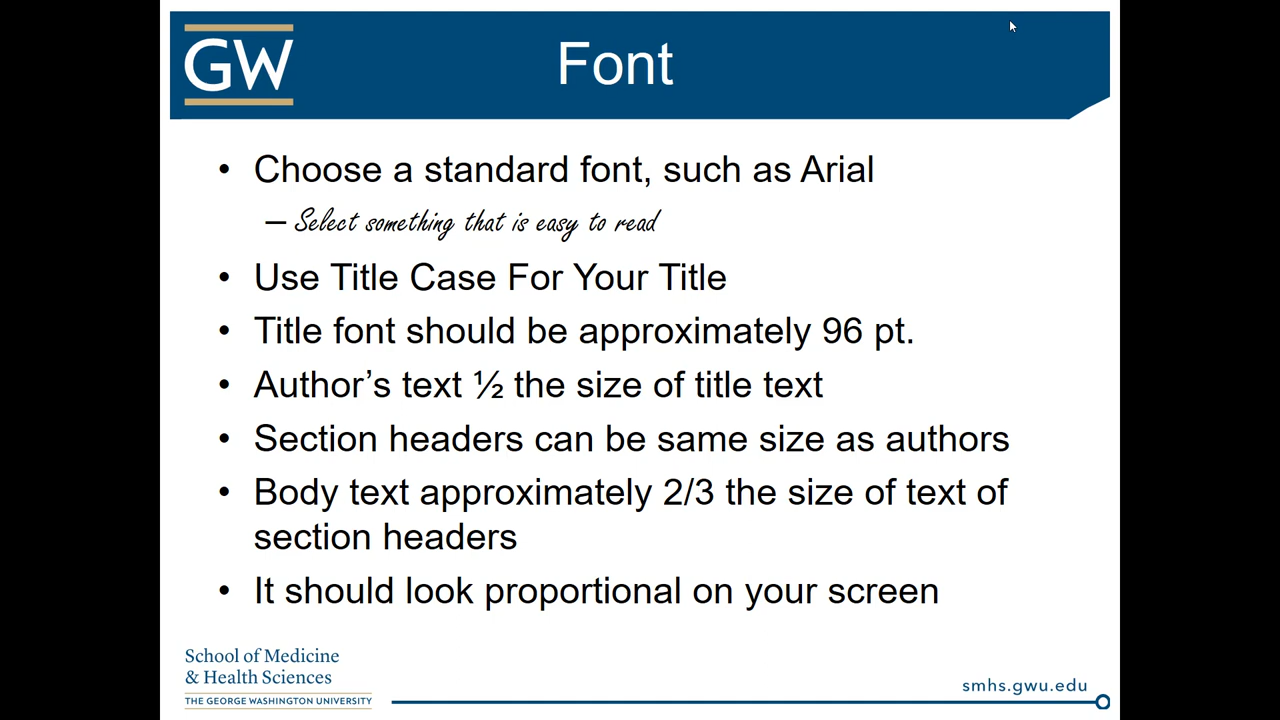 GW
Font
• Choose a standard font, such as Arial
– Select something that is easy to read
• Use Title Case For Your Title
• Title font should be approximately 96 pt.
• Author’s text ½ the size of title text
• Section headers can be same size as authors
• Body text approximately 2/3 the size of text of
section headers
• It should look proportional on your screen
School of Medicine
& Health Sciences
THE GEORGE WASHINGTON UNIVERSITY
smhs.gwu.edu